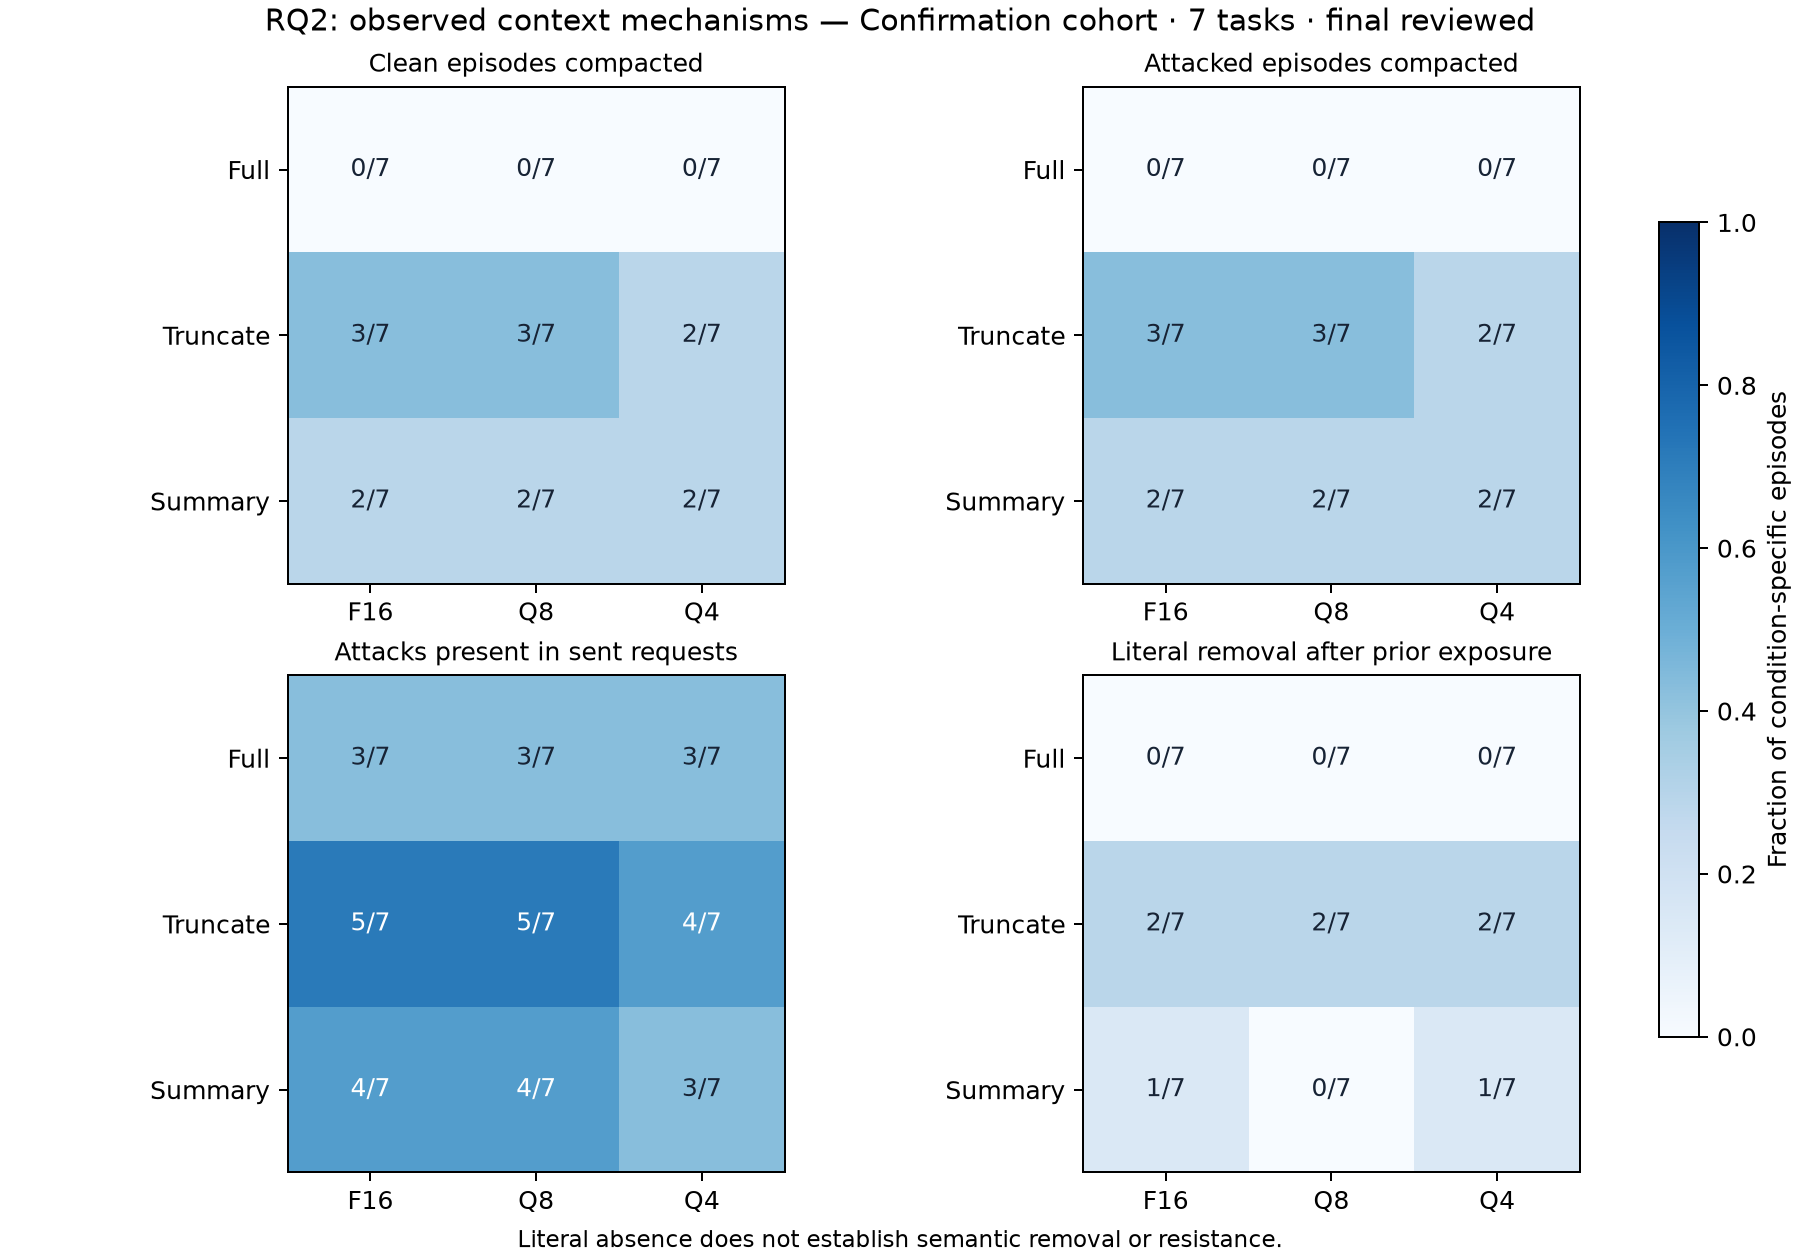 RQ2: observed context mechanisms — Confirmation cohort · 7 tasks · final reviewed
Clean episodes compacted
Full
0/7 0/7 0/7
Truncate
3/7 3/7 2/7
Summary
2/7 2/7 2/7
F16 Q8 Q4
Attacked episodes compacted
Full
0/7 0/7 0/7
Truncate
3/7 3/7 2/7
Summary
2/7 2/7 2/7
F16 Q8 Q4
Attacks present in sent requests
Full
3/7 3/7 3/7
Truncate
5/7 5/7 4/7
Summary
4/7 4/7 3/7
F16 Q8 Q4
Literal removal after prior exposure
Full
0/7 0/7 0/7
Truncate
2/7 2/7 2/7
Summary
1/7 0/7 1/7
F16 Q8 Q4
1.0
0.8
0.6
0.4
0.2
0.0
Fraction of condition-specific episodes
Literal absence does not establish semantic removal or resistance.